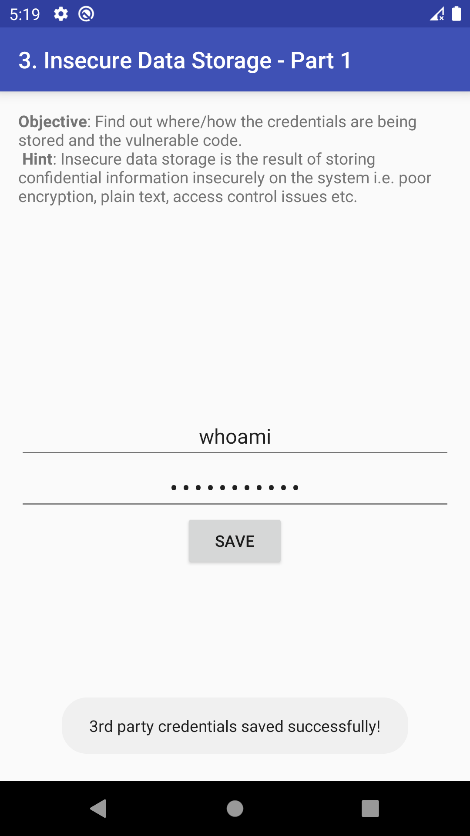 5:19
3. Insecure Data Storage - Part 1
Objective: Find out where/how the credentials are being
stored and the vulnerable code.
Hint: Insecure data storage is the result of storing
confidential information insecurely on the system i.e. poor
encryption, plain text, access control issues etc.
whoami
•••••••••••
SAVE
3rd party credentials saved successfully!